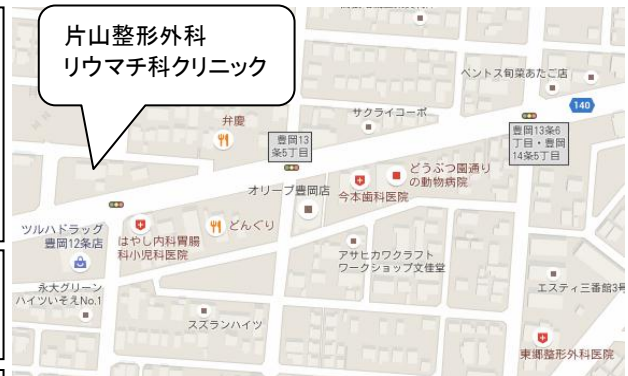 片山整形外科
リウマチ科クリニック
ベントス旬菜あたご店
サクライコーポ
140
弁慶
豊岡13
条5丁目
豊岡13条6
丁目・豊岡
14条5丁目
どうぶつ園通り
の動物病院
オリーブ豊岡店
今本歯科医院
ツルハドラッグ
豊岡12条店
はやし内科胃腸
科小児科医院
どんぐり
アサヒカワクラフト
ワークショップ文佳堂
永大グリーン
ハイツいそえNo.1
エスティ三番館3号
スズランハイツ
東郷整形外科医院